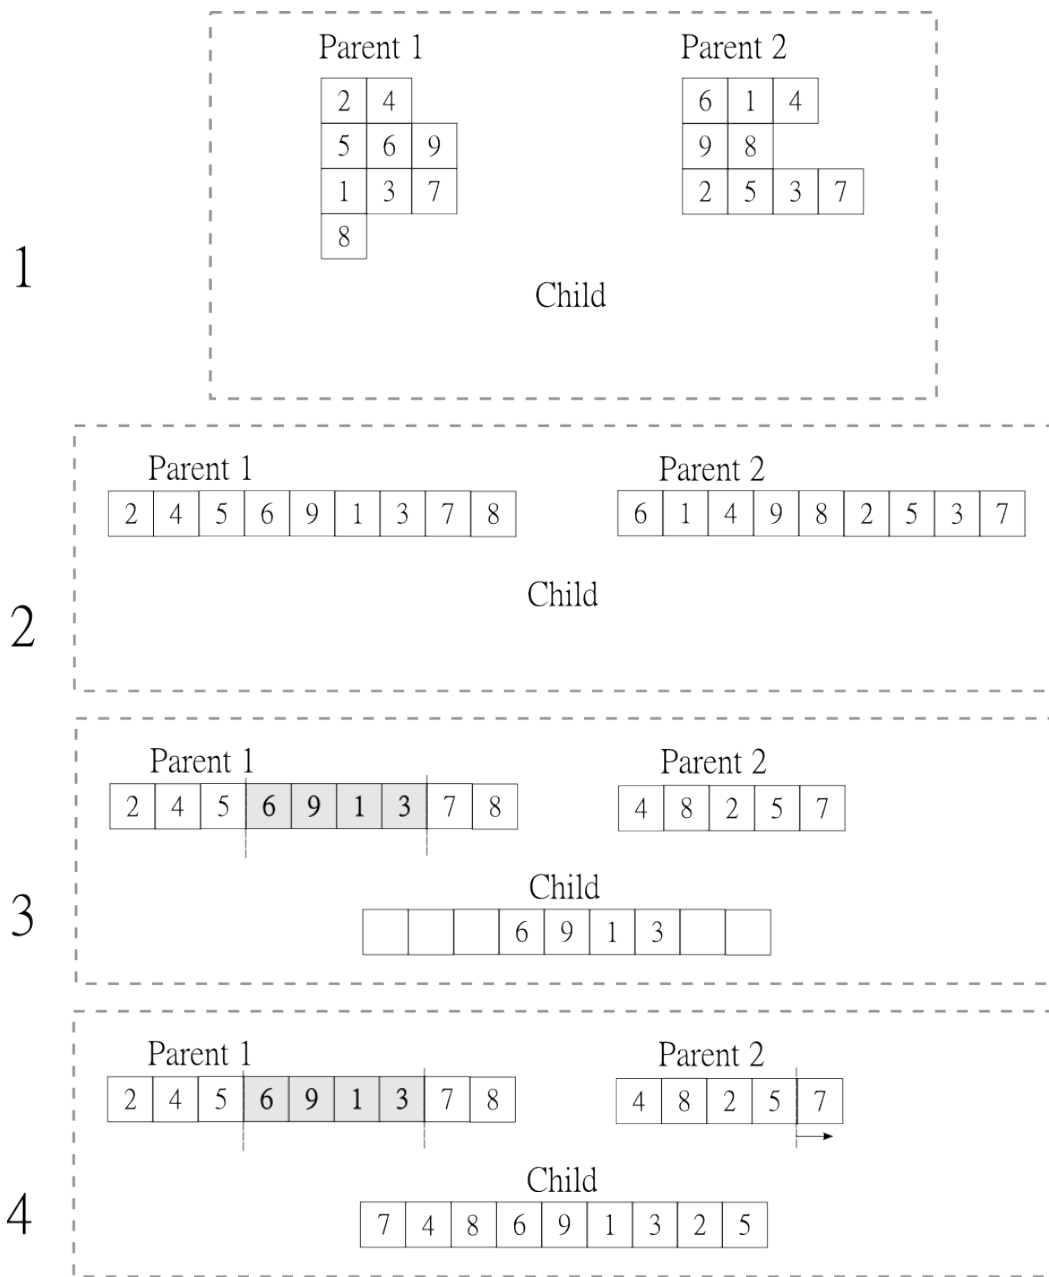 Parent 1 Parent 2
2 4 6 1 4
5 6 9 9 8
1 3 7 2 5 3 7
8
1
Child
Parent 1 Parent 2
2 4 5 6 9 1 3 7 8 6 1 4 9 8 2 5 3 7
Child
2
Parent 1 Parent 2
2 4 5 6 9 1 3 7 8 4 8 2 5 7
Child
3
6 9 1 3
Parent 1 Parent 2
2 4 5 6 9 1 3 7 8 4 8 2 5 7
Child
4
7 4 8 6 9 1 3 2 5